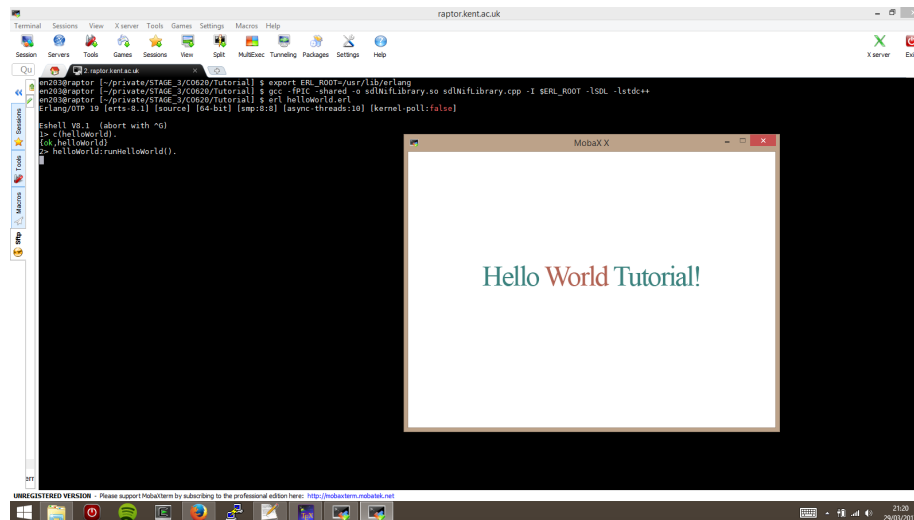 raptor.kent.ac.uk
Terminal Sessions View X server Tools Games Settings Macros Help
Session Servers Tools Games Sessions View Split MultiExec Tunneling Packages Settings Help X server Exi
Qu 2. raptor.kent.ac.uk
en203@raptor [~/private/STAGE_3/CO620/Tutorial] $ export ERL_ROOT=/usr/lib/erlang
en203@raptor [~/private/STAGE_3/CO620/Tutorial] $ gcc -fPIC -shared -o sdlNifLibrary.so sdlNifLibrary.cpp -I $ERL_ROOT -lSDL -lstdc++
en203@raptor [~/private/STAGE_3/CO620/Tutorial] $ erl helloWorld.erl
Erlang/OTP 19 [erts-8.1] [source] [64-bit] [smp:8:8] [async-threads:10] [kernel-poll:false]
Eshell V8.1 (abort with ^G)
1> c(helloWorld).
{ok,helloWorld}
2> helloWorld:runHelloWorld().
Sessions
Tools
Macros
Sftp
MobaX X
Hello World Tutorial!
UNREGISTERED VERSION - Please support MobaXterm by subscribing to the professional edition here: http://mobaxterm.mobatek.net
21:20